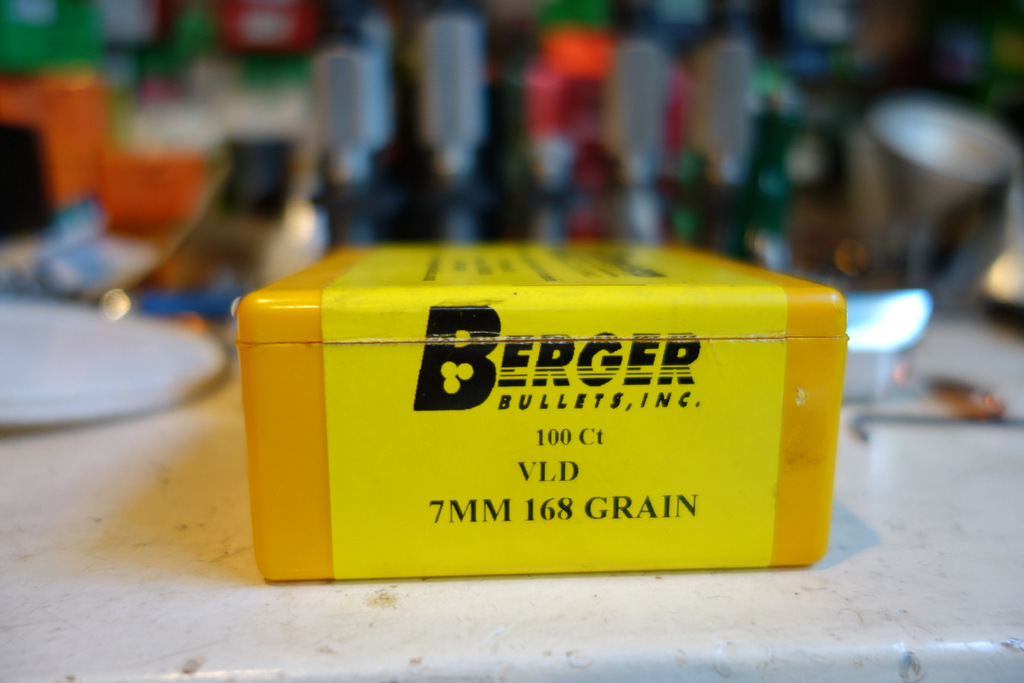 BERGER
BULLETS, INC.
100 Ct
VLD
7MM 168 GRAIN